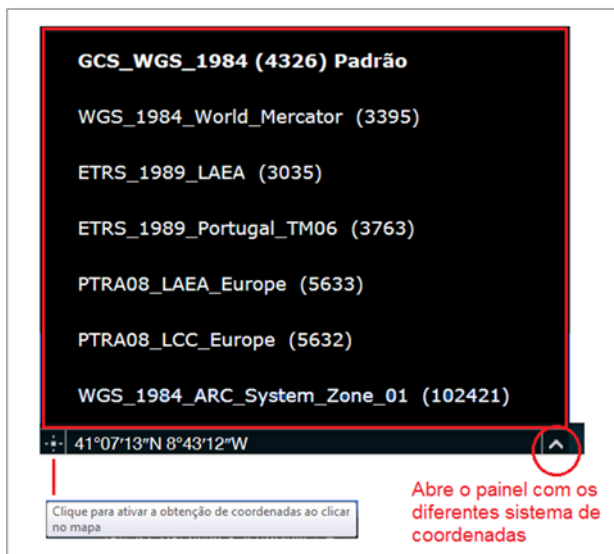 GCS_WGS_1984 (4326) Padrão
WGS_1984_World_Mercator (3395)
ETRS_1989_LAEA (3035)
ETRS_1989_Portugal_TM06 (3763)
PTRA08_LAEA_Europe (5633)
PTRA08_LCC_Europe (5632)
WGS_1984_ARC_System_Zone_01 (102421)
41°07'13"N 8°43'12"W
Clique para ativar a obtenção de coordenadas ao clicar
no mapa
Abre o painel com os
diferentes sistema de
coordenadas